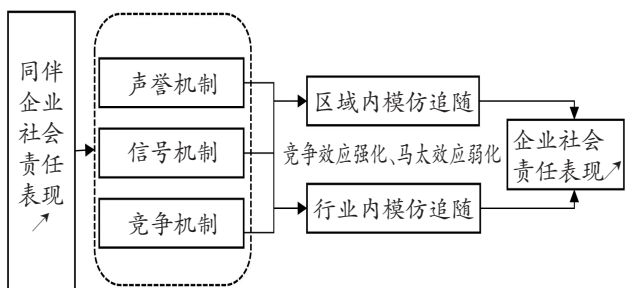 同伴
企业
社会
责任
表现
↗
声誉机制
信号机制
竞争机制
区域内模仿追随
竞争效应强化、马太效应弱化
行业内模仿追随
企业社会
责任表现↗